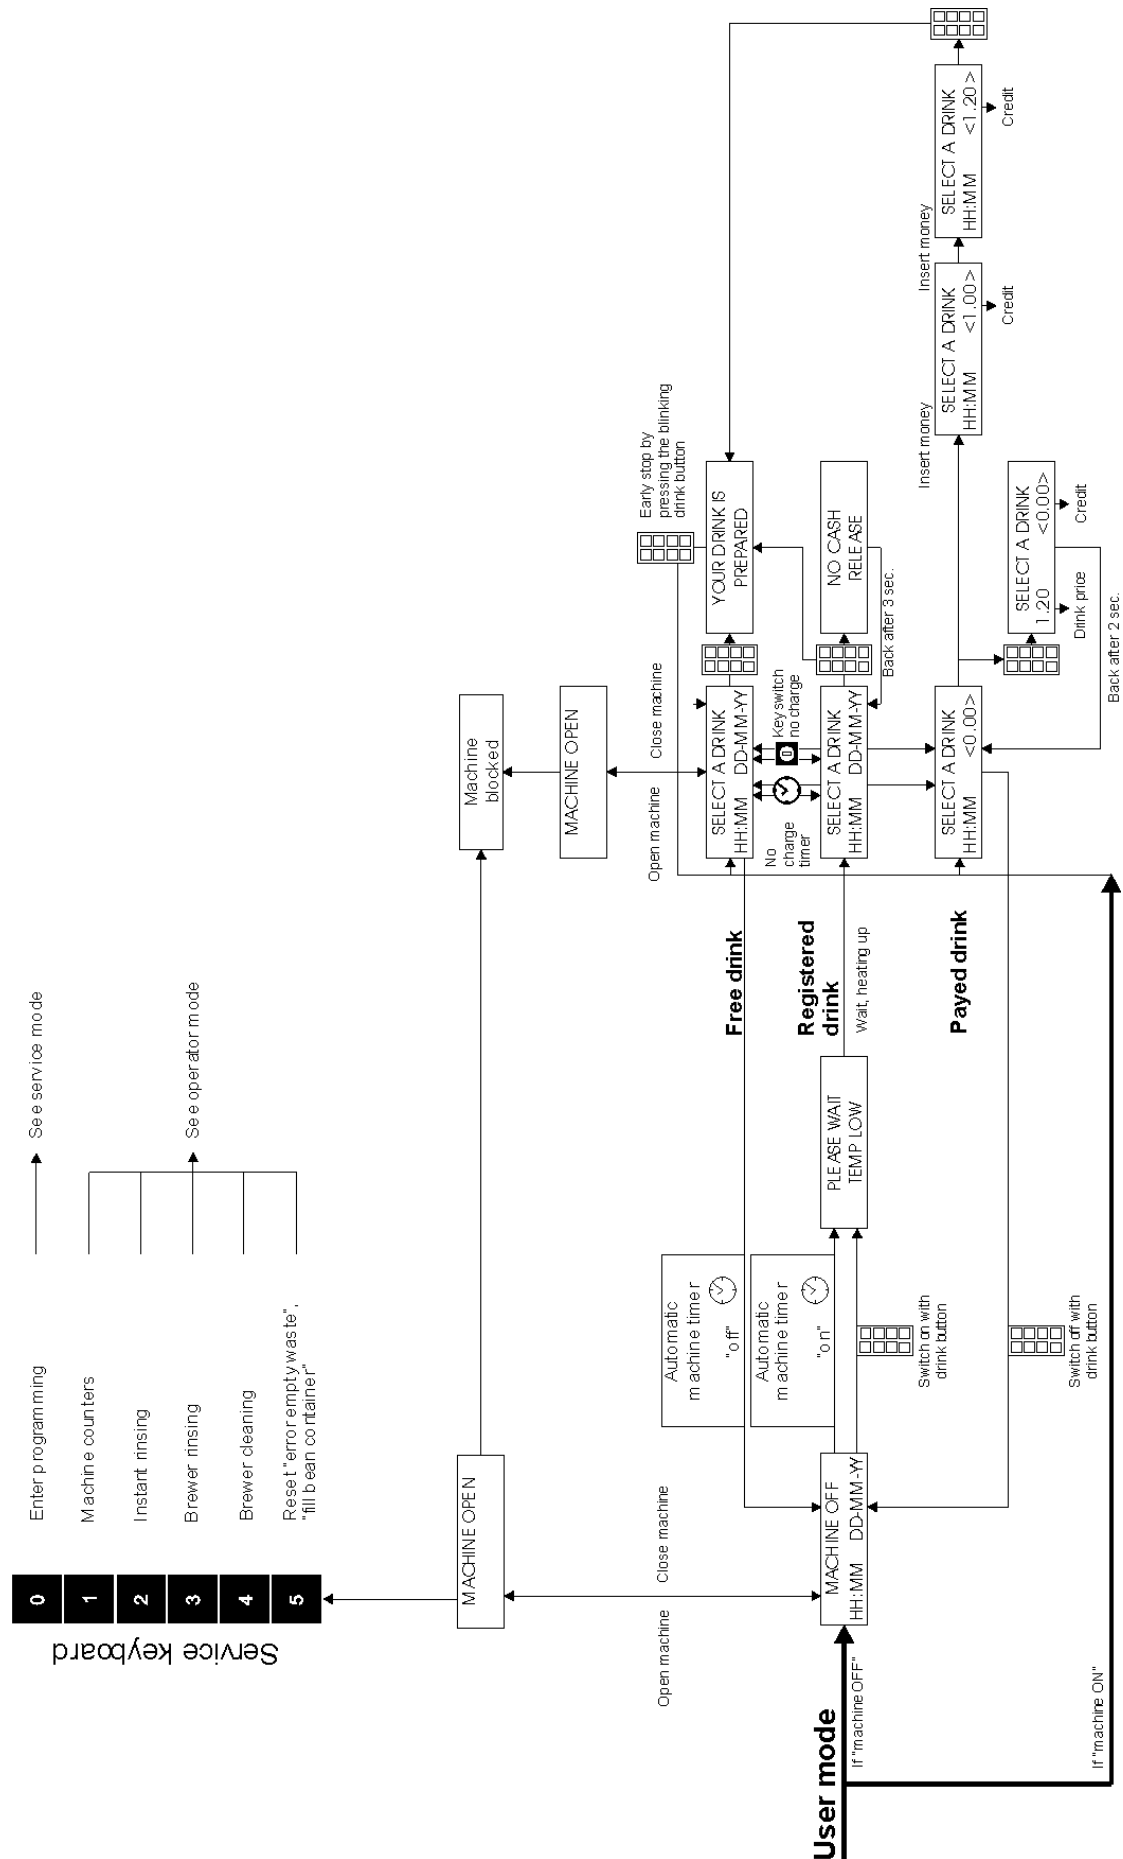 Service keyboard
0
Enter programming
See service mode
1
Machine counters
2
Instant rinsing
3
Brewer rinsing
See operator mode
4
Brewer cleaning
5
Reset "error empty waste",
"fill bean container"
MACHINE OPEN
Machine
blocked
MACHINE OPEN
Open machine
Close machine
Open machine
Close machine
Early stop by
pressing the blinking
drink button
Automatic
machine timer
"off"
Free drink
SELECT A DRINK
HH:MM DD-MM-YY
YOUR DRINK IS
PREPARED
Automatic
machine timer
"on"
No
charge
timer
Key switch
no charge
User mode
If "machine OFF"
MACHINE OFF
HH:MM DD-MM-YY
PLEASE WAIT
TEMP LOW
Registered
drink
Wait, heating up
SELECT A DRINK
HH:MM DD-MM-YY
NO CASH
RELEASE
Back after 3 sec.
Switch on with
drink button
Payed drink
SELECT A DRINK
HH:MM <0.00>
Insert money
SELECT A DRINK
HH:MM <1.00>
Credit
Insert money
SELECT A DRINK
HH:MM <1.20>
Credit
SELECT A DRINK
1.20 <0.00>
Drink price
Credit
Back after 2 sec.
Switch off with
drink button
If "machine ON"